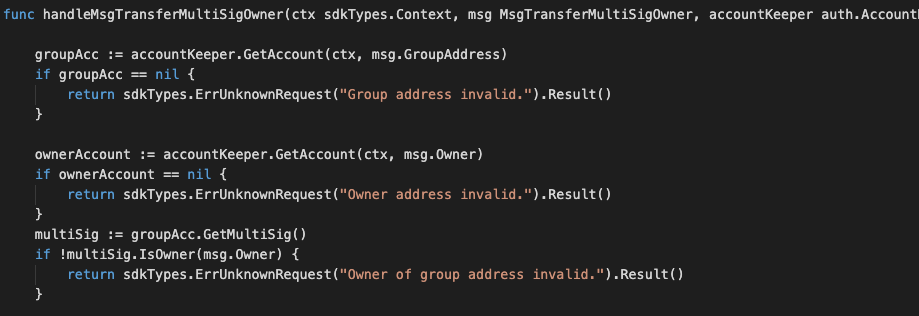 func handleMsgTransferMultiSigOwner(ctx sdkTypes.Context, msg MsgTransferMultiSigOwner, accountKeeper auth.Account
groupAcc := accountKeeper.GetAccount(ctx, msg.GroupAddress)
if groupAcc == nil {
return sdkTypes.ErrUnknownRequest("Group address invalid.").Result()
}
ownerAccount := accountKeeper.GetAccount(ctx, msg.Owner)
if ownerAccount == nil {
return sdkTypes.ErrUnknownRequest("Owner address invalid.").Result()
}
multiSig := groupAcc.GetMultiSig()
if !multiSig.IsOwner(msg.Owner) {
return sdkTypes.ErrUnknownRequest("Owner of group address invalid.").Result()
}